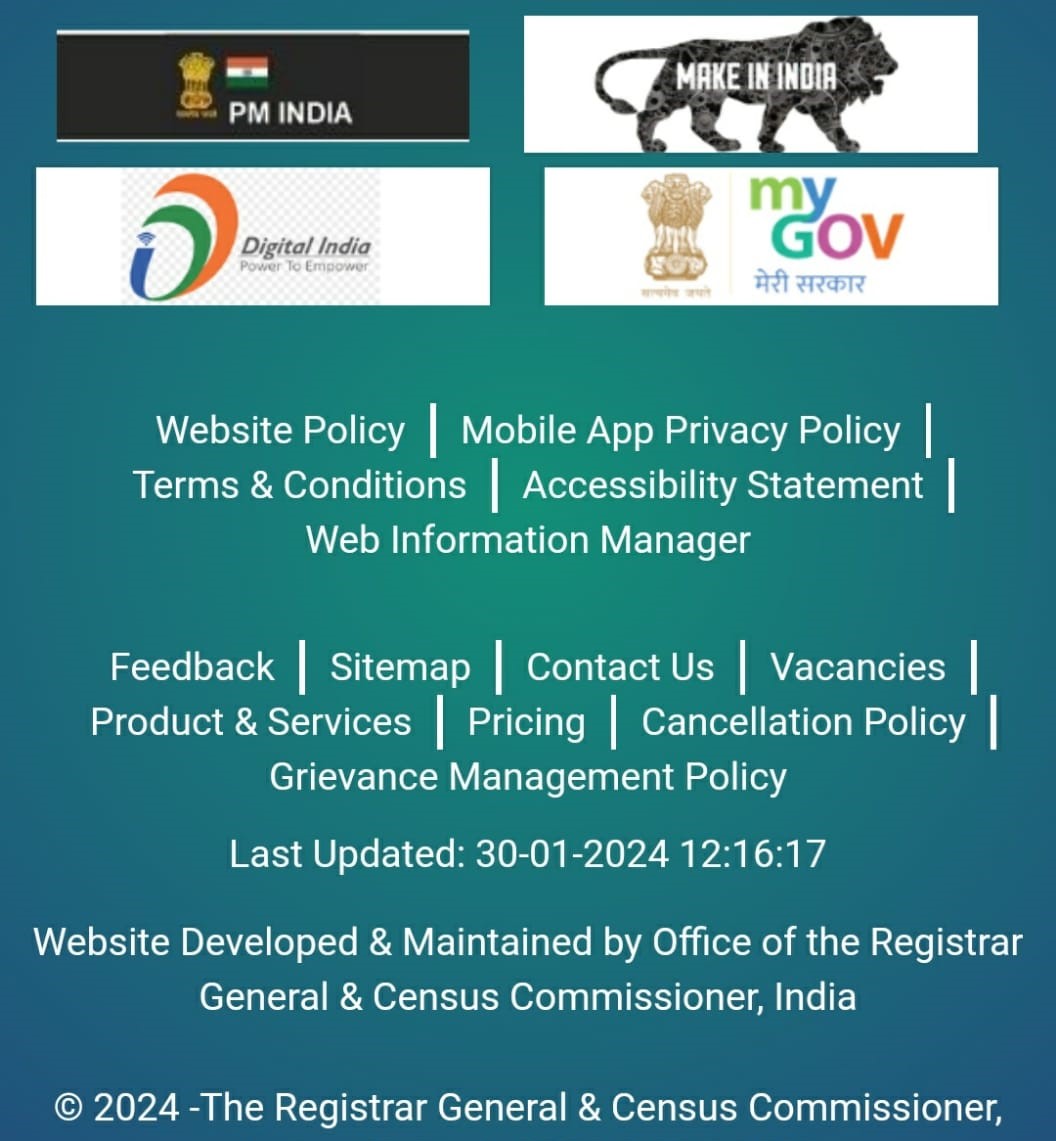 PM INDIA
MAKE IN INDIA
Digital India
Power To Empower
my
GOV
मेरी सरकार
सत्यमेव जयते
Website Policy | Mobile App Privacy Policy |
Terms & Conditions | Accessibility Statement |
Web Information Manager
Feedback | Sitemap | Contact Us | Vacancies |
Product & Services | Pricing | Cancellation Policy |
Grievance Management Policy
Last Updated: 30-01-2024 12:16:17
Website Developed & Maintained by Office of the Registrar
General & Census Commissioner, India
© 2024 -The Registrar General & Census Commissioner,